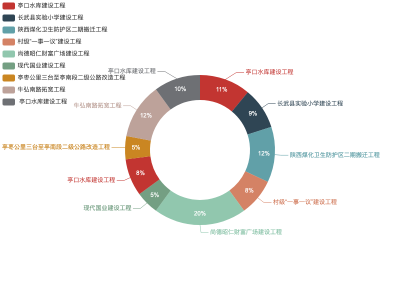 亭口水库建设工程
长武县实验小学建设工程
陕西煤化卫生防护区二期搬迁工程
村级“一事一议”建设工程
尚德昭仁财富广场建设工程
现代国业建设工程
亭枣公里三台至亭南段二级公路改造工程
牛弘南路拓宽工程
亭口水库建设工程
亭口水库建设工程
亭口水库建设工程
长武县实验小学建设工程
牛弘南路拓宽工程
亭枣公里三台至亭南段二级公路改造工程
陕西煤化卫生防护区二期搬迁工程
亭口水库建设工程
村级“一事一议”建设工程
现代国业建设工程
尚德昭仁财富广场建设工程
10%
11%
9%
12%
12%
5%
8%
8%
5%
20%